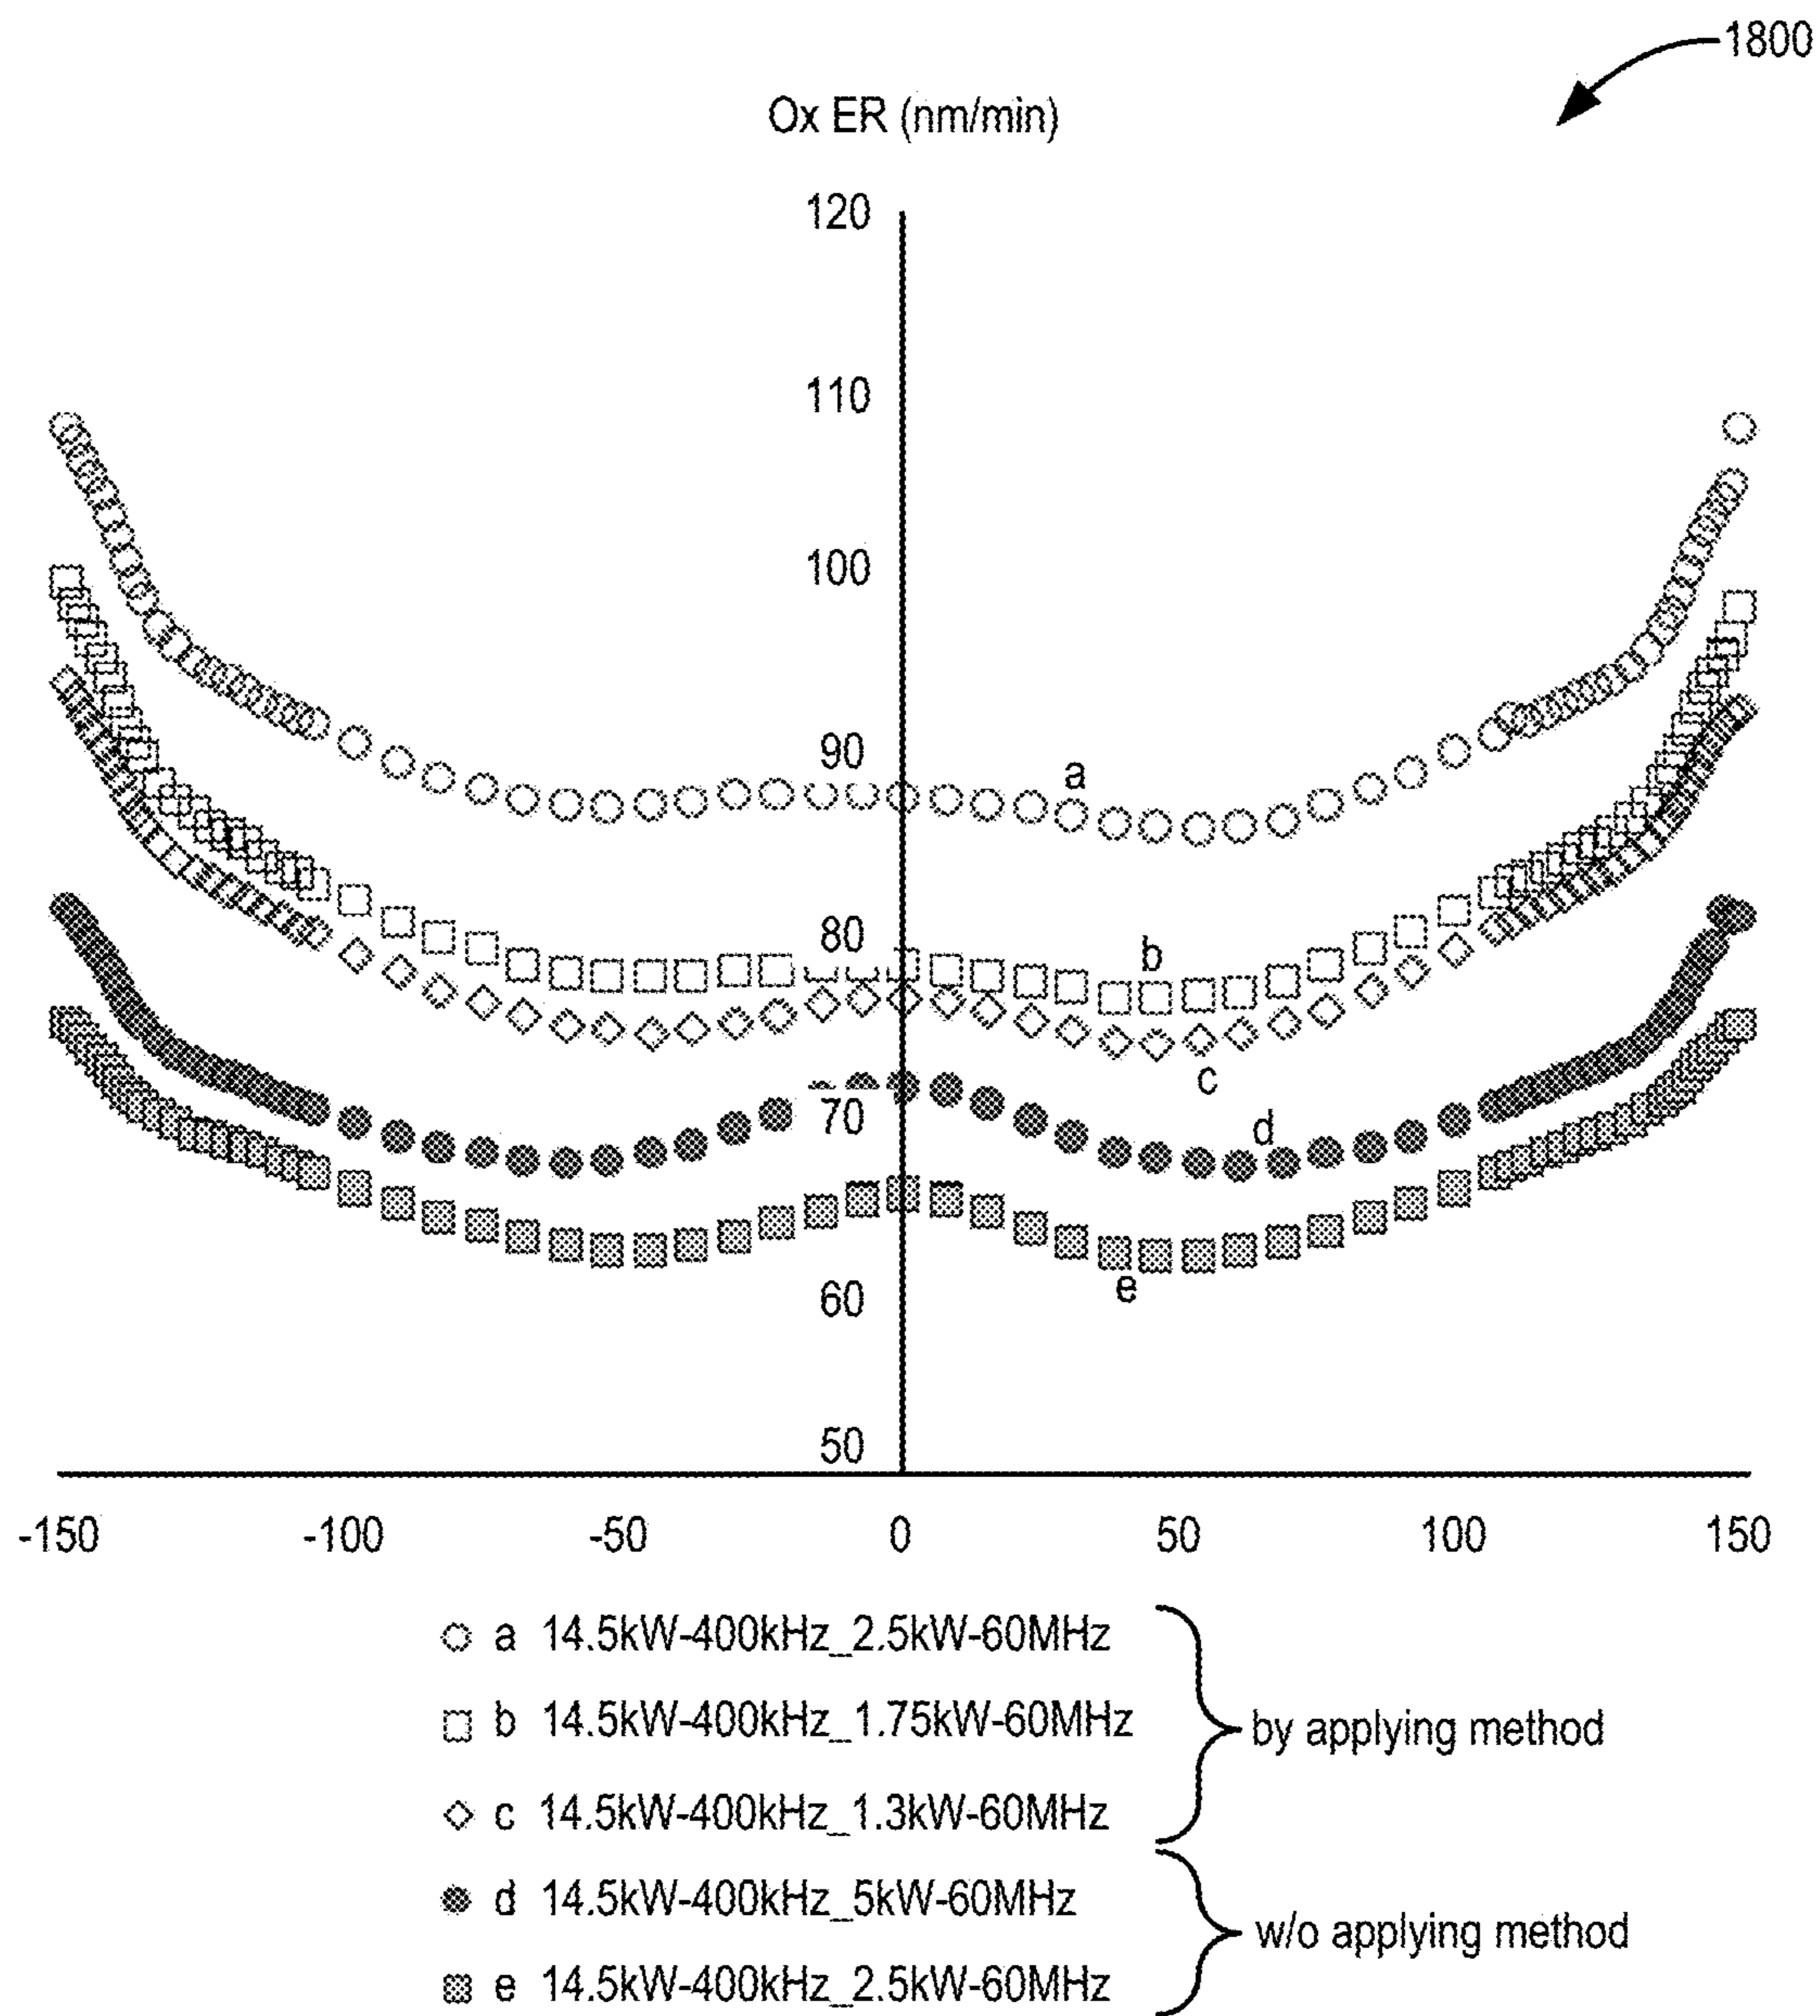 1800
Ox ER (nm/min)
120
110
100
90
a
80
b
c
70
d
60
e
50
-150 -100 -50 0 50 100 150
a 14.5kW-400kHz_2.5kW-60MHz
b 14.5kW-400kHz_1.75kW-60MHz
by applying method
c 14.5kW-400kHz_1.3kW-60MHz
d 14.5kW-400kHz_5kW-60MHz
w/o applying method
e 14.5kW-400kHz_2.5kW-60MHz